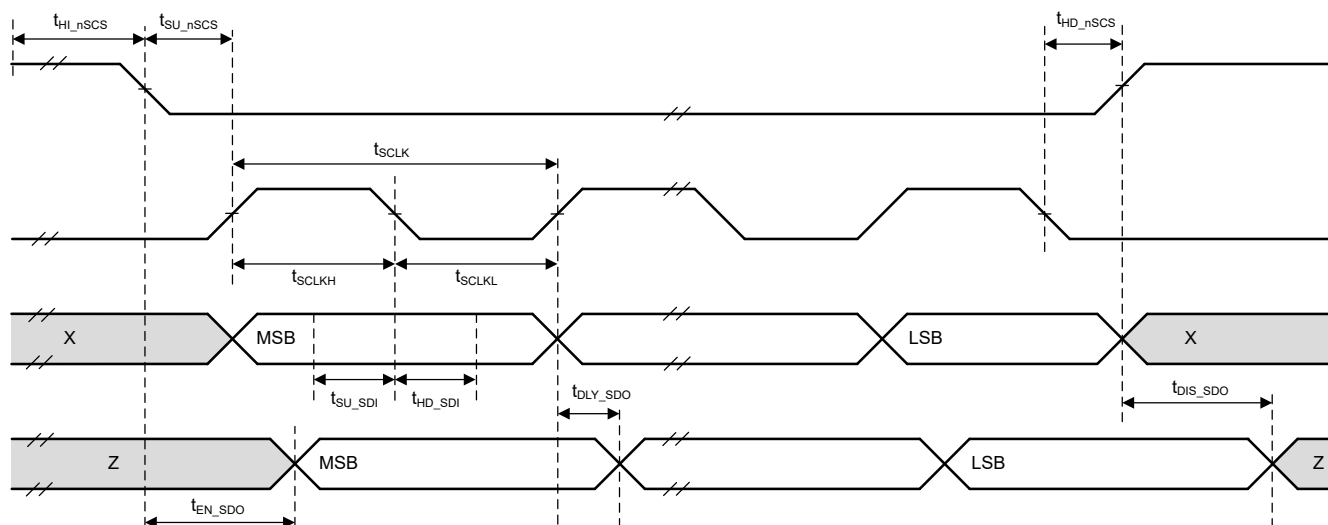 tHI_nSCS
tSU_nSCS
tHD_nSCS
tSCLK
tSCLKH
tSCLKL
X
MSB
LSB
X
tSU_SDI
tHD_SDI
tDLY_SDO
tDIS_SDO
Z
MSB
LSB
Z
tEN_SDO